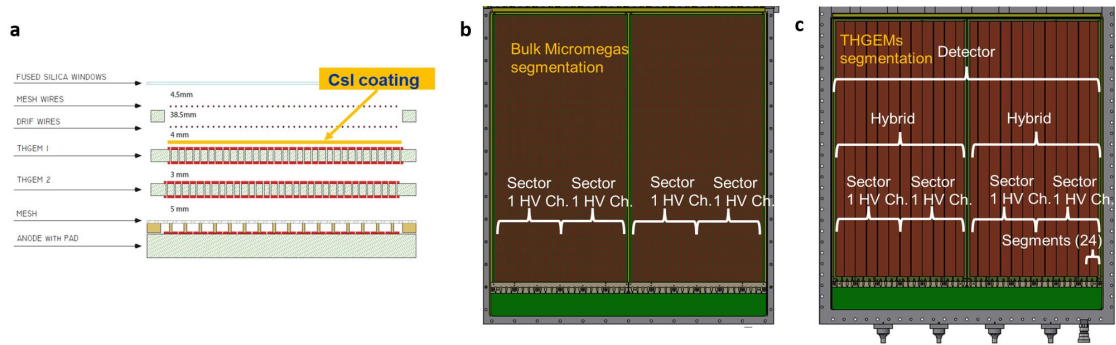 a
CsI coating
FUSED SILICA WINDOWS
4.5mm
MESH WIRES
38.5mm
DRIF WIRES
4 mm
THGEM 1
3 mm
THGEM 2
5 mm
MESH
ANODE WITH PAD
b
Bulk Micromegas
segmentation
Sector
1 HV Ch.
Sector
1 HV Ch.
Sector
1 HV Ch.
Sector
1 HV Ch.
c
THGEMs
segmentation
Detector
Hybrid
Hybrid
Sector
1 HV Ch.
Sector
1 HV Ch.
Sector
1 HV Ch.
Sector
1 HV Ch.
Segments (24)